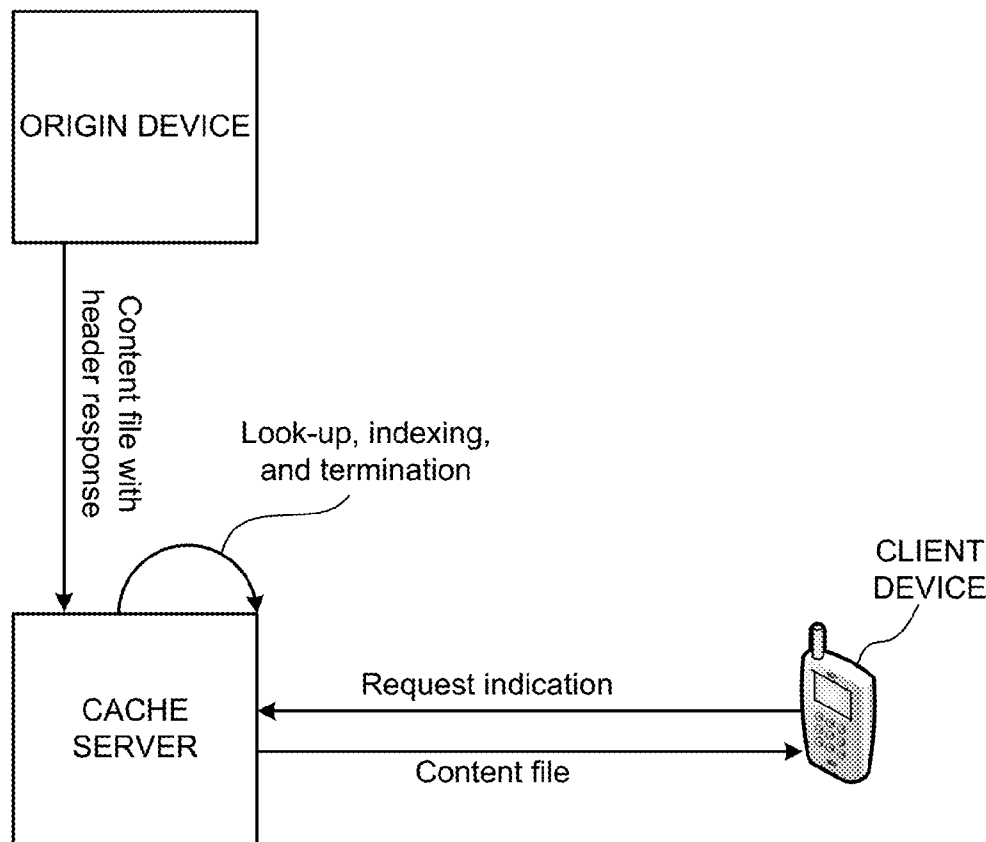 ORIGIN DEVICE
Content file with
header response
Look-up, indexing,
and termination
CLIENT
DEVICE
Request indication
CACHE
SERVER
Content file